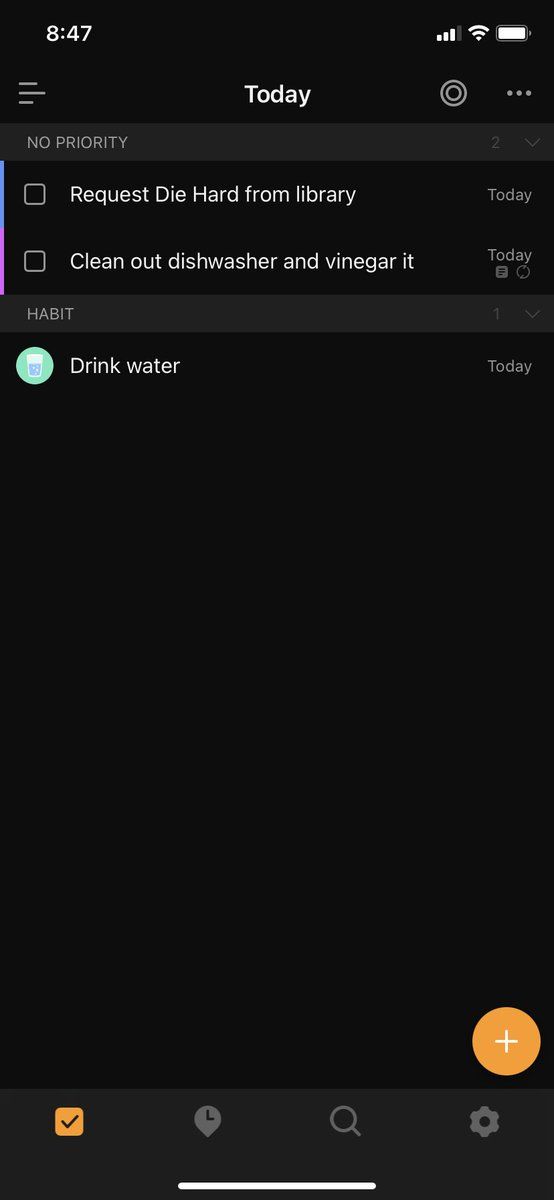 8:47
Today
NO PRIORITY 2
Request Die Hard from library Today
Clean out dishwasher and vinegar it Today
HABIT 1
Drink water Today